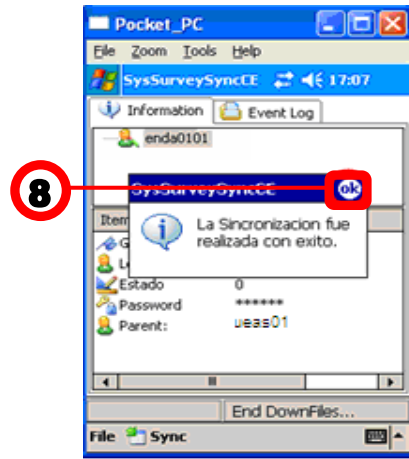 Pocket_PC
File Zoom Tools Help
SysSurveySyncCE 17:07
Information Event Log
enda0101
8
SysSurveySyncCE ok
La Sincronizacion fue
realizada con exito.
Item
G
L
Estado 0
Password ******
Parent: ueas01
End DownFiles...
File Sync